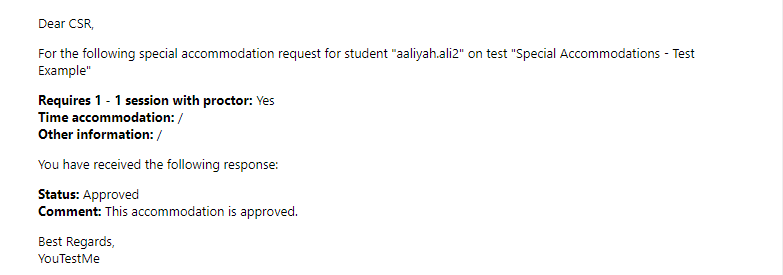 Dear CSR,
For the following special accommodation request for student "aaliyah.ali2" on test "Special Accommodations - Test
Example"
Requires 1 - 1 session with proctor: Yes
Time accommodation: /
Other information: /
You have received the following response:
Status: Approved
Comment: This accommodation is approved.
Best Regards,
YouTestMe